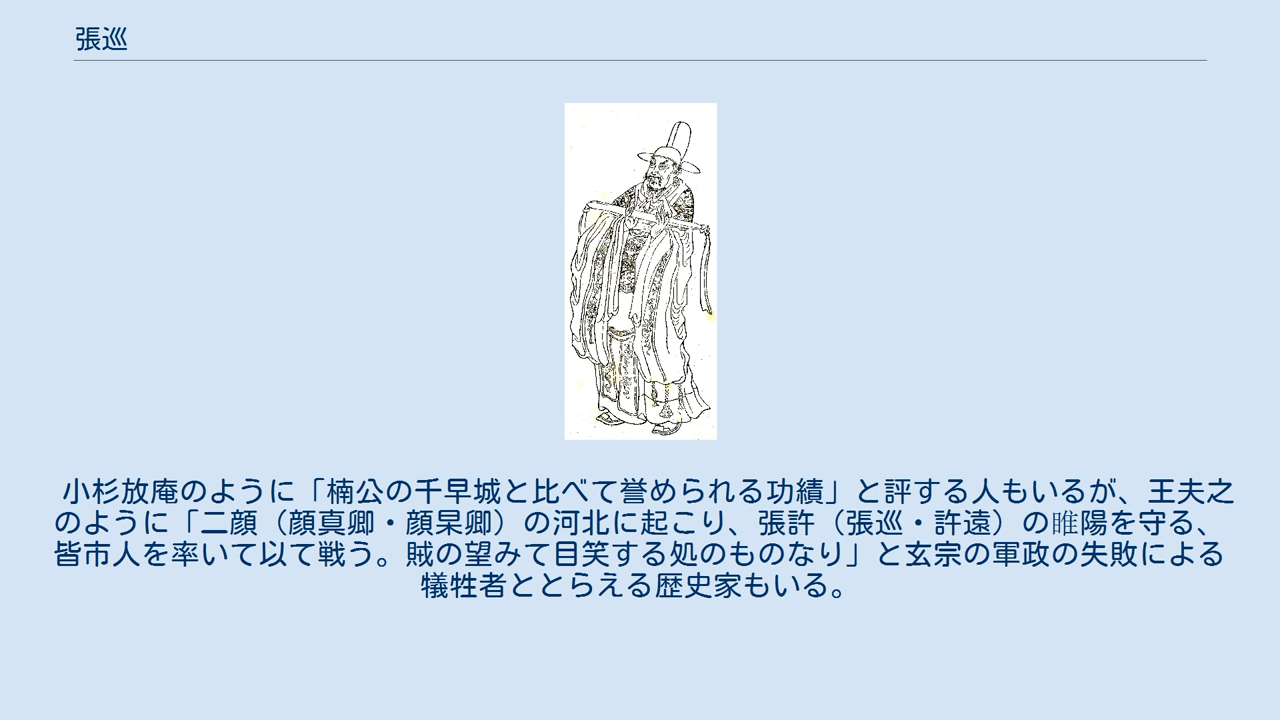 張巡
小杉放庵のように「楠公の千早城と比べて誉められる功績」と評する人もいるが、王夫之
のように「二顔（顔真卿・顔杲卿）の河北に起こり、張許（張巡・許遠）の睢陽を守る、
皆市人を率いて以て戦う。賊の望みて目笑する処のものなり」と玄宗の軍政の失敗による
犠牲者ととらえる歴史家もいる。